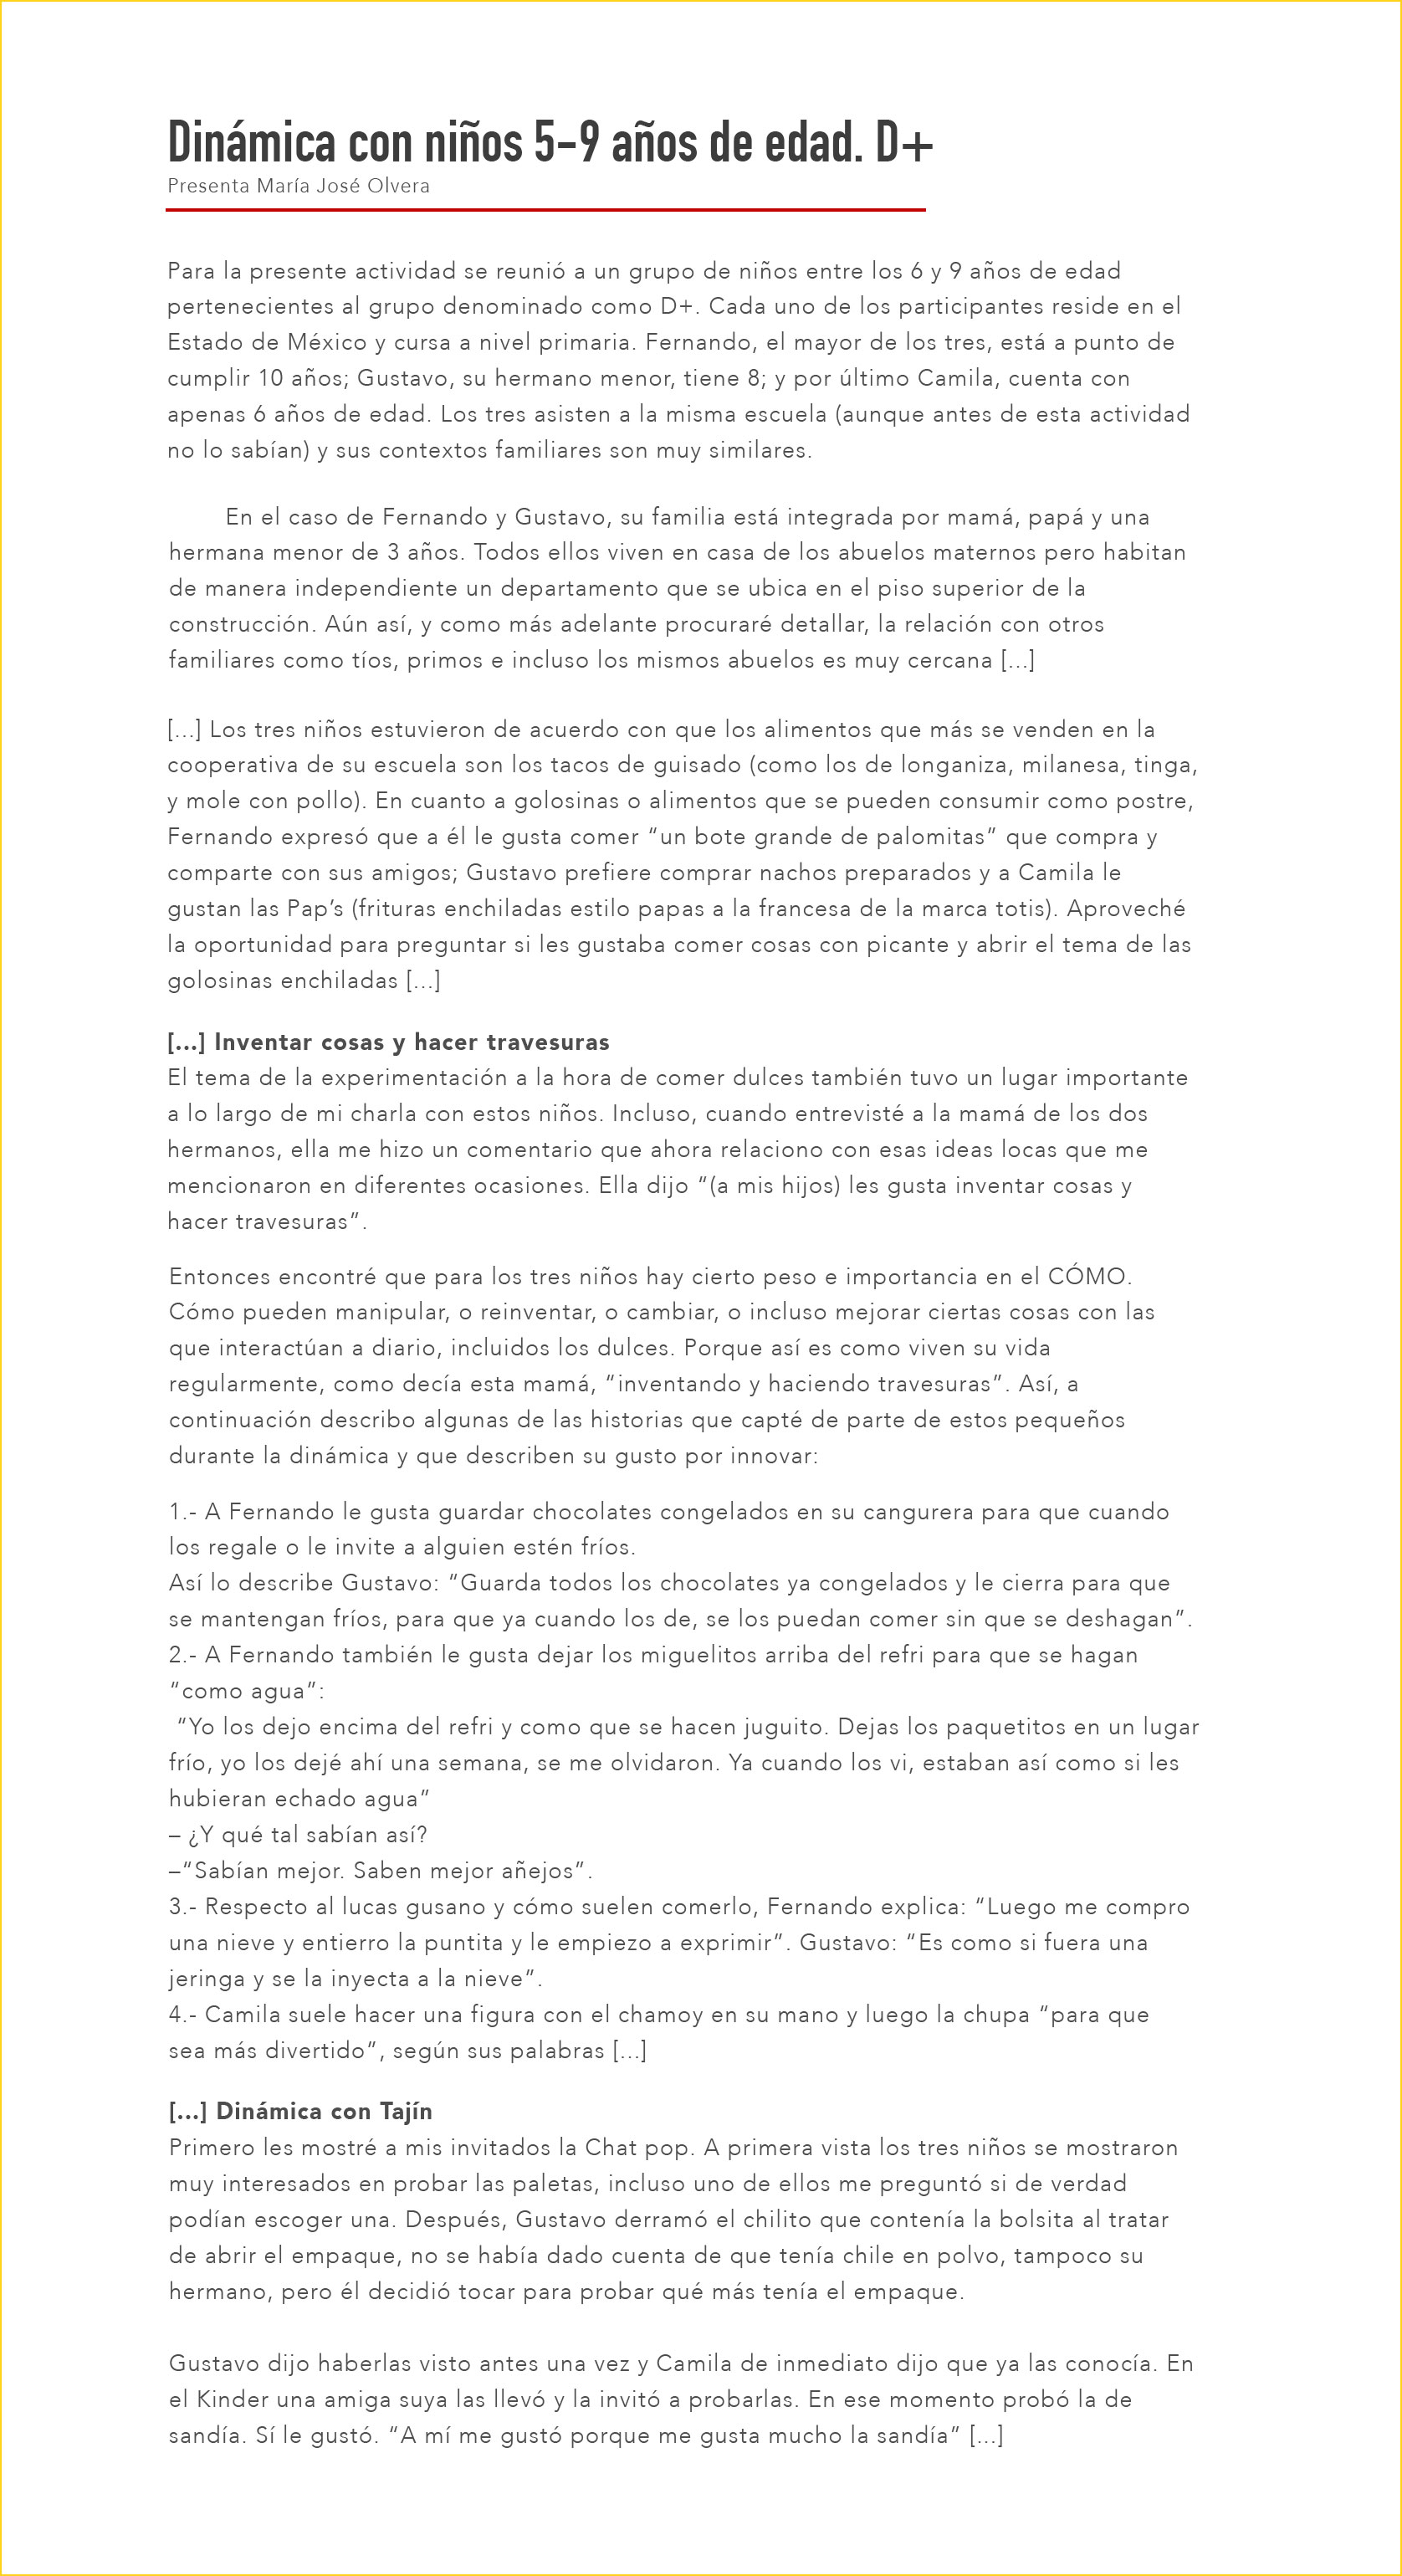 Dinámica con niños 5-9 años de edad. D+
Presenta María José Olvera
Para la presente actividad se reunió a un grupo de niños entre los 6 y 9 años de edad
pertenecientes al grupo denominado como D+. Cada uno de los participantes reside en el
Estado de México y cursa a nivel primaria. Fernando, el mayor de los tres, está a punto de
cumplir 10 años; Gustavo, su hermano menor, tiene 8; y por último Camila, cuenta con
apenas 6 años de edad. Los tres asisten a la misma escuela (aunque antes de esta actividad
no lo sabían) y sus contextos familiares son muy similares.
En el caso de Fernando y Gustavo, su familia está integrada por mamá, papá y una
hermana menor de 3 años. Todos ellos viven en casa de los abuelos maternos pero habitan
de manera independiente un departamento que se ubica en el piso superior de la
construcción. Aún así, y como más adelante procuraré detallar, la relación con otros
familiares como tíos, primos e incluso los mismos abuelos es muy cercana [...]
[...] Los tres niños estuvieron de acuerdo con que los alimentos que más se venden en la
cooperativa de su escuela son los tacos de guisado (como los de longaniza, milanesa, tinga,
y mole con pollo). En cuanto a golosinas o alimentos que se pueden consumir como postre,
Fernando expresó que a él le gusta comer “un bote grande de palomitas” que compra y
comparte con sus amigos; Gustavo prefiere comprar nachos preparados y a Camila le
gustan las Pap’s (frituras enchiladas estilo papas a la francesa de la marca totis). Aproveché
la oportunidad para preguntar si les gustaba comer cosas con picante y abrir el tema de las
golosinas enchiladas [...]
[...] Inventar cosas y hacer travesuras
El tema de la experimentación a la hora de comer dulces también tuvo un lugar importante
a lo largo de mi charla con estos niños. Incluso, cuando entrevisté a la mamá de los dos
hermanos, ella me hizo un comentario que ahora relaciono con esas ideas locas que me
mencionaron en diferentes ocasiones. Ella dijo “(a mis hijos) les gusta inventar cosas y
hacer travesuras”.
Entonces encontré que para los tres niños hay cierto peso e importancia en el CÓMO.
Cómo pueden manipular, o reinventar, o cambiar, o incluso mejorar ciertas cosas con las
que interactúan a diario, incluidos los dulces. Porque así es como viven su vida
regularmente, como decía esta mamá, “inventando y haciendo travesuras”. Así, a
continuación describo algunas de las historias que capté de parte de estos pequeños
durante la dinámica y que describen su gusto por innovar:
1.- A Fernando le gusta guardar chocolates congelados en su cangurera para que cuando
los regale o le invite a alguien estén fríos.
Así lo describe Gustavo: “Guarda todos los chocolates ya congelados y le cierra para que
se mantengan fríos, para que ya cuando los de, se los puedan comer sin que se deshagan”.
2.- A Fernando también le gusta dejar los miguelitos arriba del refri para que se hagan
“como agua”:
“Yo los dejo encima del refri y como que se hacen juguito. Dejas los paquetitos en un lugar
frío, yo los dejé ahí una semana, se me olvidaron. Ya cuando los vi, estaban así como si les
hubieran echado agua”
– ¿Y qué tal sabían así?
–“Sabían mejor. Saben mejor añejos”.
3.- Respecto al lucas gusano y cómo suelen comerlo, Fernando explica: “Luego me compro
una nieve y entierro la puntita y le empiezo a exprimir”. Gustavo: “Es como si fuera una
jeringa y se la inyecta a la nieve”.
4.- Camila suele hacer una figura con el chamoy en su mano y luego la chupa “para que
sea más divertido”, según sus palabras [...]
[...] Dinámica con Tajín
Primero les mostré a mis invitados la Chat pop. A primera vista los tres niños se mostraron
muy interesados en probar las paletas, incluso uno de ellos me preguntó si de verdad
podían escoger una. Después, Gustavo derramó el chilito que contenía la bolsita al tratar
de abrir el empaque, no se había dado cuenta de que tenía chile en polvo, tampoco su
hermano, pero él decidió tocar para probar qué más tenía el empaque.
Gustavo dijo haberlas visto antes una vez y Camila de inmediato dijo que ya las conocía. En
el Kinder una amiga suya las llevó y la invitó a probarlas. En ese momento probó la de
sandía. Sí le gustó. “A mí me gustó porque me gusta mucho la sandía” [...]